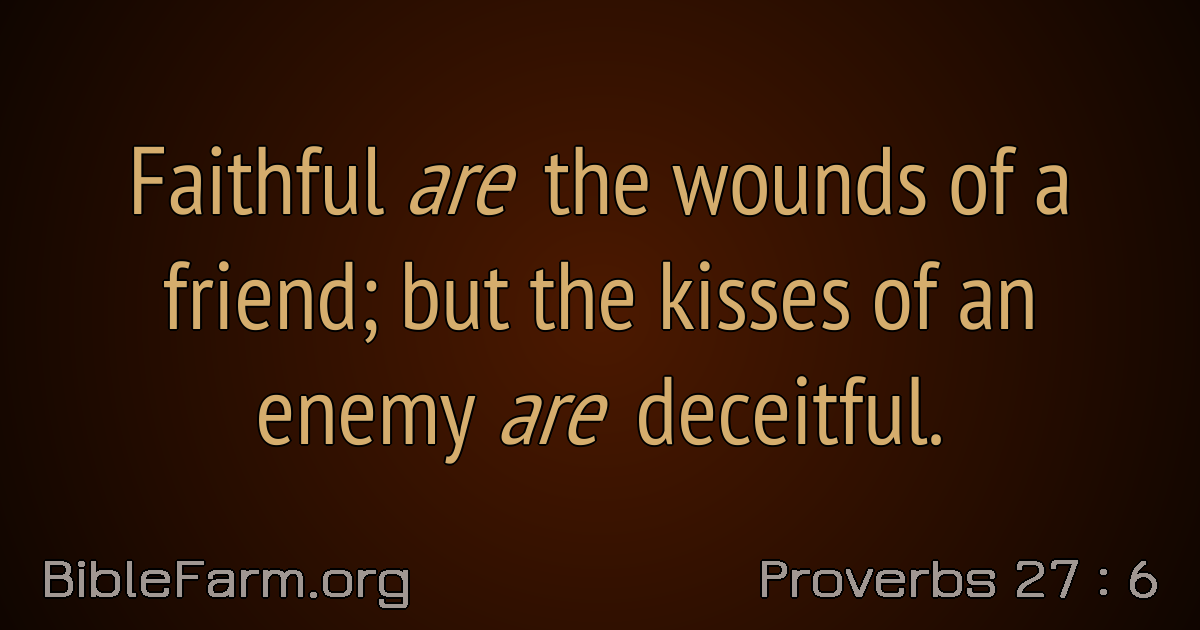 Faithful are the wounds of a
friend; but the kisses of an
enemy are deceitful.
BibleFarm.org
Proverbs 27 : 6